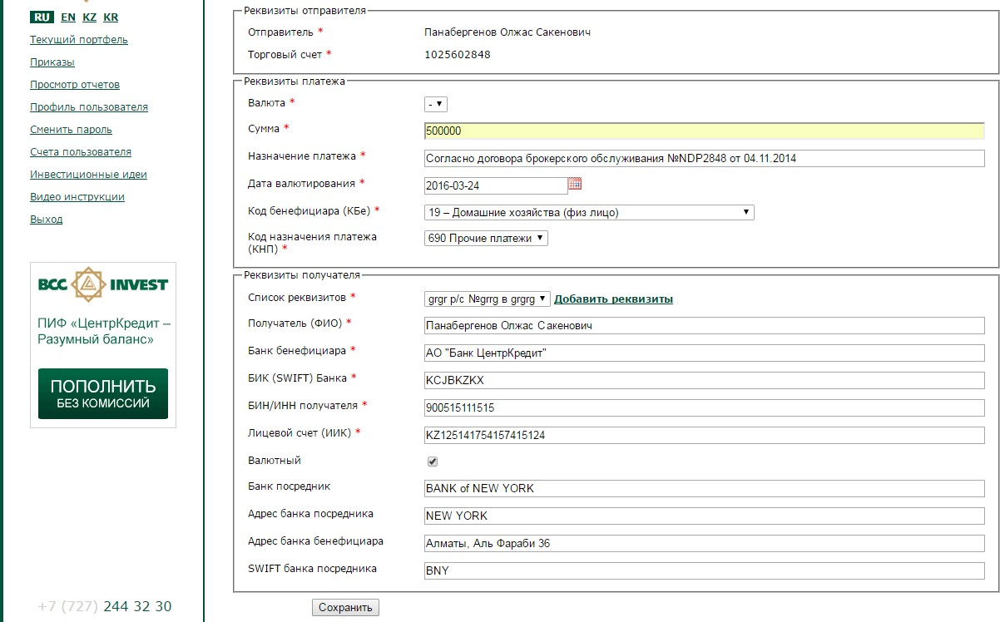 RU EN KZ KR
Текущий портфель
Приказы
Просмотр отчетов
Профиль пользователя
Сменить пароль
Счета пользователя
Инвестиционные идеи
Видео инструкции
Выход
BCC INVEST
ПИФ «ЦентрКредит –
Разумный баланс»
ПОПОЛНИТЬ
БЕЗ КОМИССИЙ
+7 (727) 244 32 30
Реквизиты отправителя
Отправитель * Панабергенов Олжас Сакенович
Торговый счет * 1025602848
Реквизиты платежа
Валюта * -
Сумма * 500000
Назначение платежа * Согласно договора брокерского обслуживания №NDP2848 от 04.11.2014
Дата валютирования * 2016-03-24
Код бенефициара (КБе) * 19 – Домашние хозяйства (физ лицо)
Код назначения платежа
(КНП) * 690 Прочие платежи
Реквизиты получателя
Список реквизитов * grgr р/с №grrg в grgrg Добавить реквизиты
Получатель (ФИО) * Панабергенов Олжас Сакенович
Банк бенефициара * АО "Банк ЦентрКредит"
БИК (SWIFT) Банка * KCJBKZKX
БИН/ИНН получателя * 900515111515
Лицевой счет (ИИК) * KZ125141754157415124
Валютный
Банк посредник BANK of NEW YORK
Адрес банка посредника NEW YORK
Адрес банка бенефициара Алматы, Аль Фараби 36
SWIFT банка посредника BNY
Сохранить